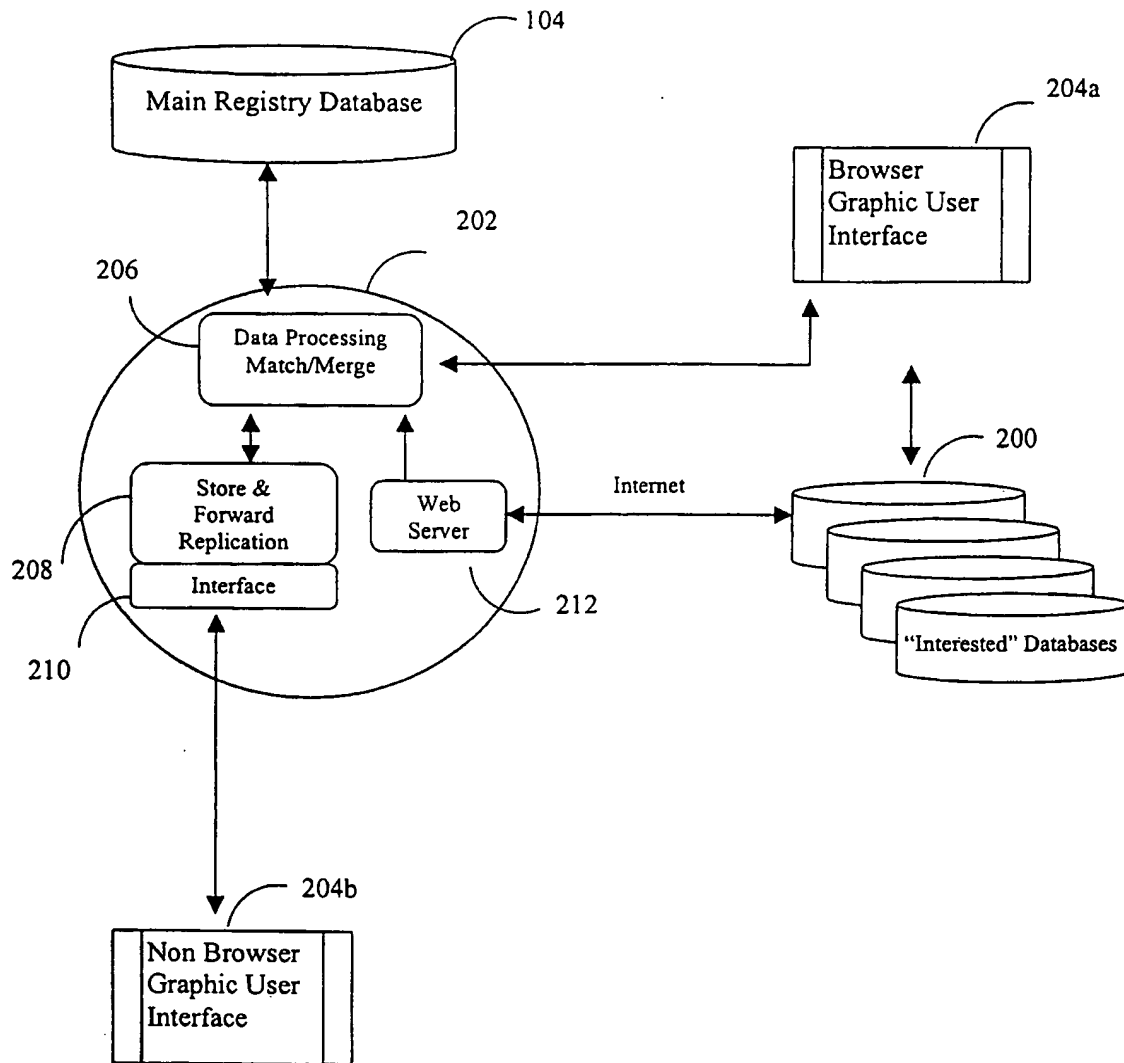 104
Main Registry Database
204a
Browser
Graphic User
Interface
202
206
Data Processing
Match/Merge
200
Store &
Forward
Replication
Web
Server
Internet
208
Interface
212
"Interested" Databases
210
204b
Non Browser
Graphic User
Interface